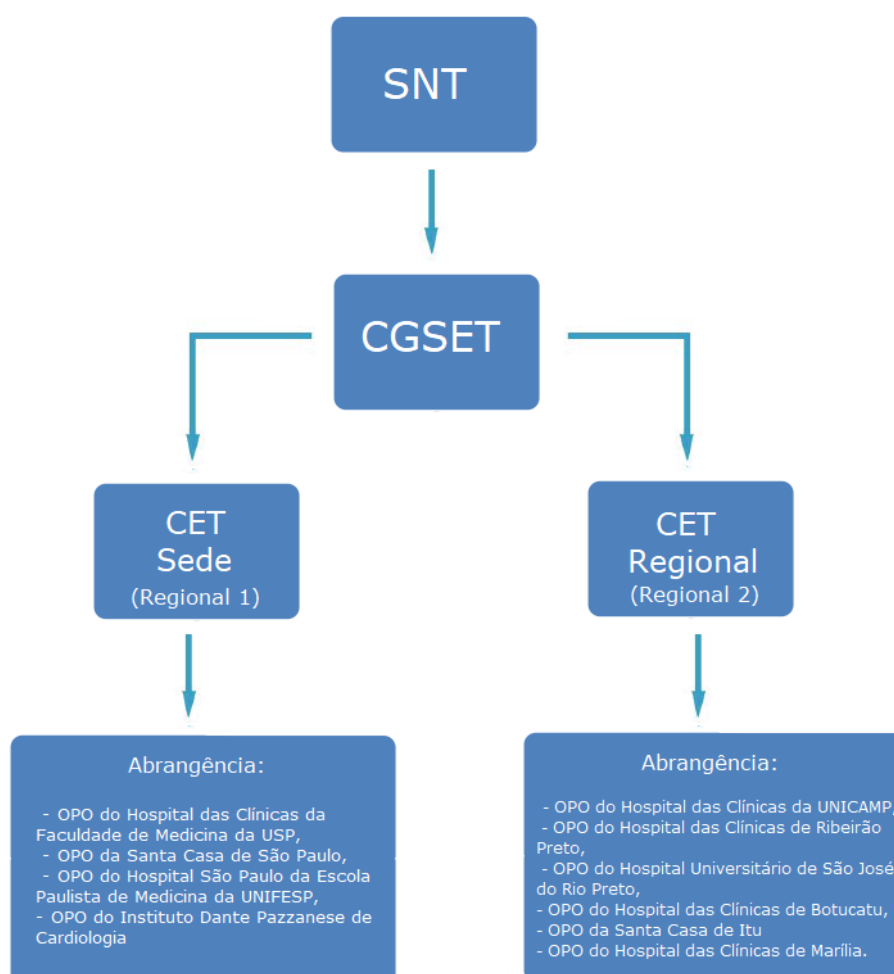 SNT
CGSET
CET
Sede
(Regional 1)
CET
Regional
(Regional 2)
Abrangência:
- OPO do Hospital das Clínicas da
Faculdade de Medicina da USP,
- OPO da Santa Casa de São Paulo,
- OPO do Hospital São Paulo da Escola
Paulista de Medicina da UNIFESP,
- OPO do Instituto Dante Pazzanese de
Cardiologia
Abrangência:
- OPO do Hospital das Clínicas da UNICAMP,
- OPO do Hospital das Clínicas de Ribeirão
Preto,
- OPO do Hospital Universitário de São José
do Rio Preto,
- OPO do Hospital das Clínicas de Botucatu,
- OPO da Santa Casa de Itu
- OPO do Hospital das Clínicas de Marília.